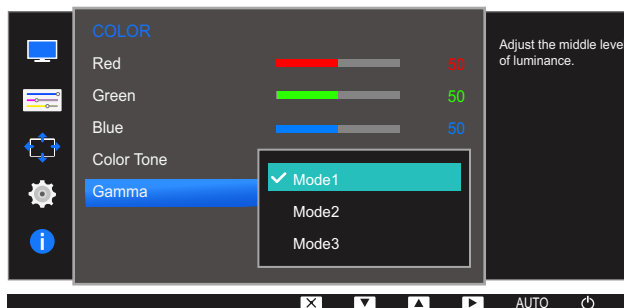 COLOR
Red 50
Green 50
Blue 50
Color Tone
Gamma
Mode1
Mode2
Mode3
Adjust the middle leve
of luminance.
AUTO